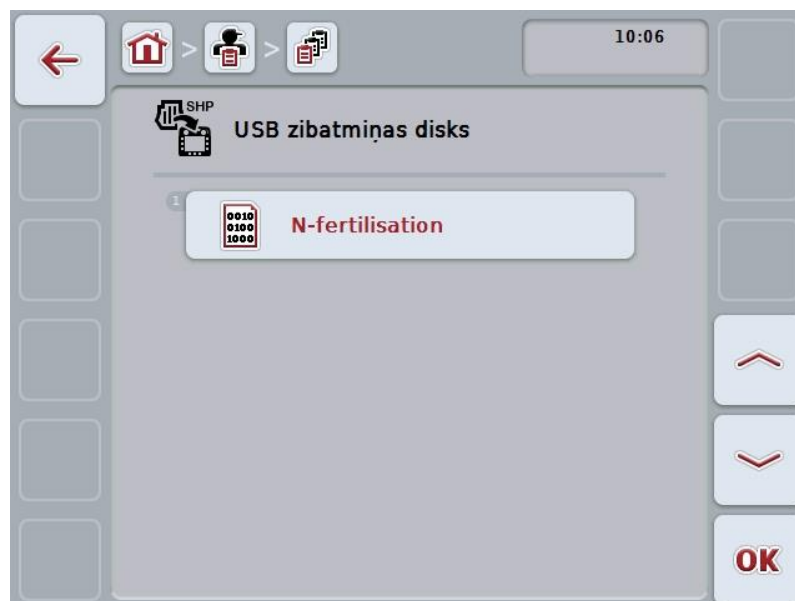 10:06
SHP
USB zibatmiņas disks
1
0010
0100
1000
N-fertilisation
OK